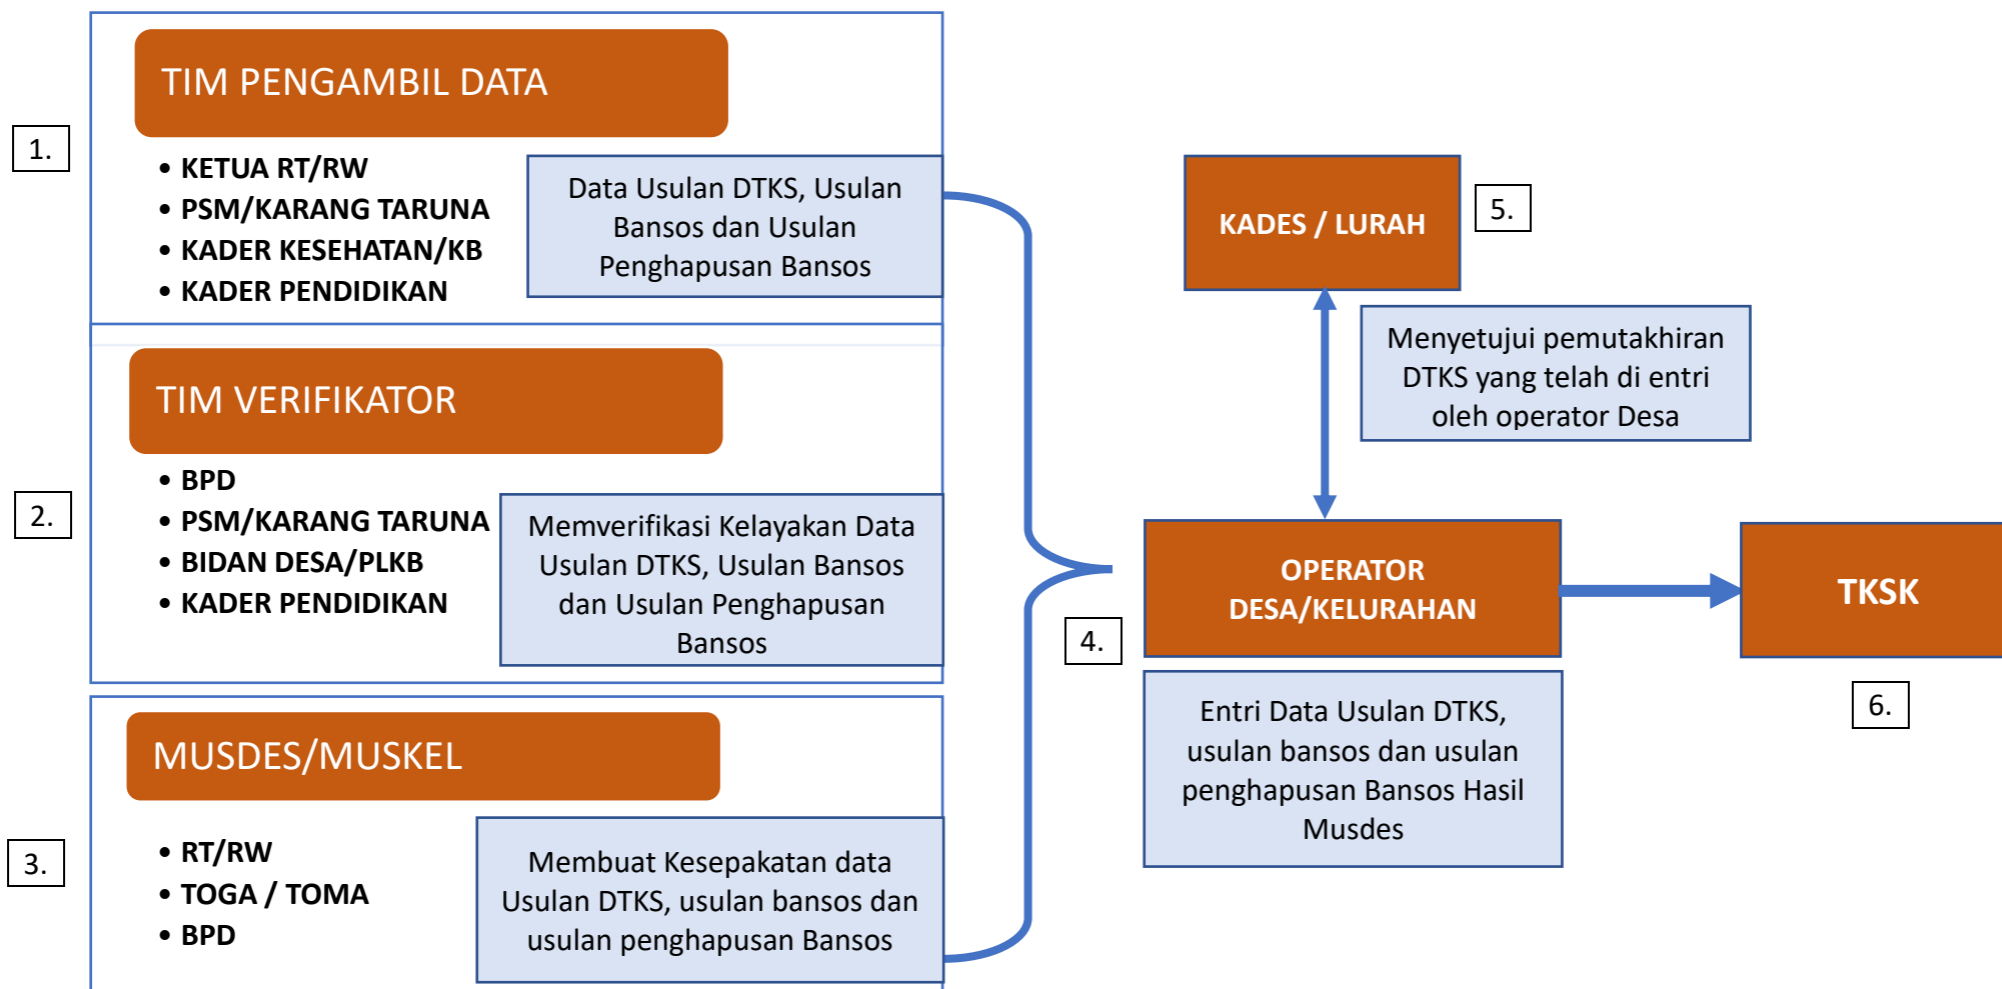 1.
TIM PENGAMBIL DATA
• KETUA RT/RW
• PSM/KARANG TARUNA
• KADER KESEHATAN/KB
• KADER PENDIDIKAN
Data Usulan DTKS, Usulan
Bansos dan Usulan
Penghapusan Bansos
2.
TIM VERIFIKATOR
• BPD
• PSM/KARANG TARUNA
• BIDAN DESA/PLKB
• KADER PENDIDIKAN
Memverifikasi Kelayakan Data
Usulan DTKS, Usulan Bansos
dan Usulan Penghapusan
Bansos
3.
MUSDES/MUSKEL
• RT/RW
• TOGA / TOMA
• BPD
Membuat Kesepakatan data
Usulan DTKS, usulan bansos dan
usulan penghapusan Bansos
4.
OPERATOR
DESA/KELURAHAN
Entri Data Usulan DTKS,
usulan bansos dan usulan
penghapusan Bansos Hasil
Musdes
KADES / LURAH
5.
Menyetujui pemutakhiran
DTKS yang telah di entri
oleh operator Desa
TKSK
6.